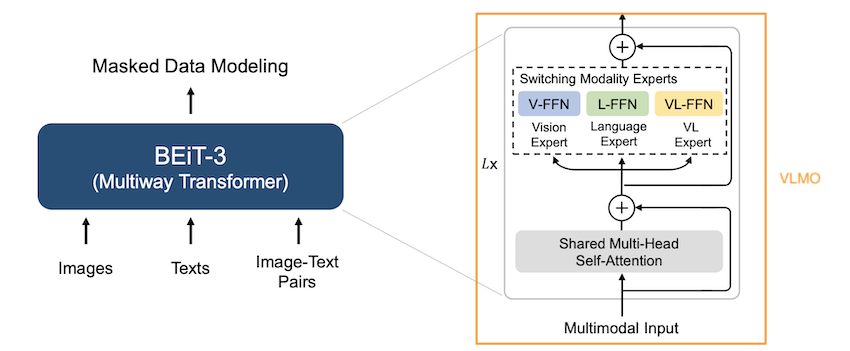 Masked Data Modeling
BEiT-3
(Multiway Transformer)
Images
Texts
Image-Text
Pairs
Switching Modality Experts
V-FFN
L-FFN
VL-FFN
Vision
Expert
Language
Expert
VL
Expert
Lx
Shared Multi-Head
Self-Attention
Multimodal Input
VLMO